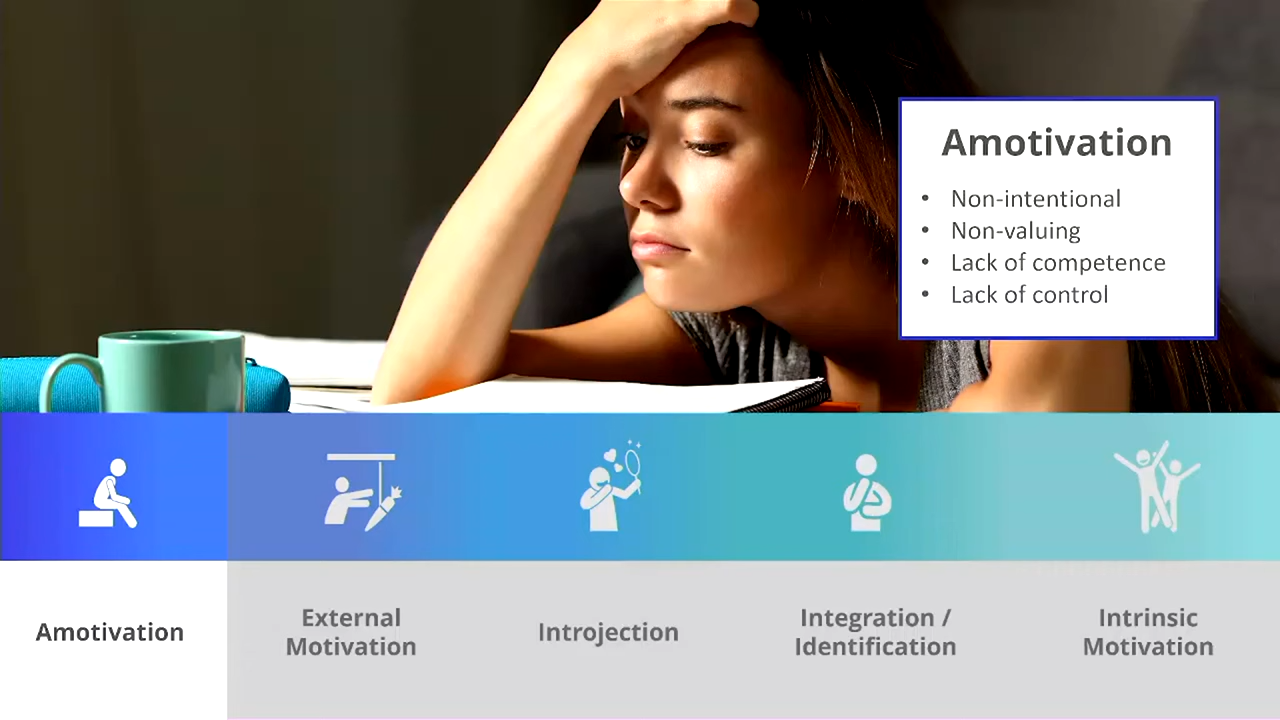 Amotivation
• Non-intentional
• Non-valuing
• Lack of competence
• Lack of control
Amotivation
External
Motivation
Introjection
Integration /
Identification
Intrinsic
Motivation